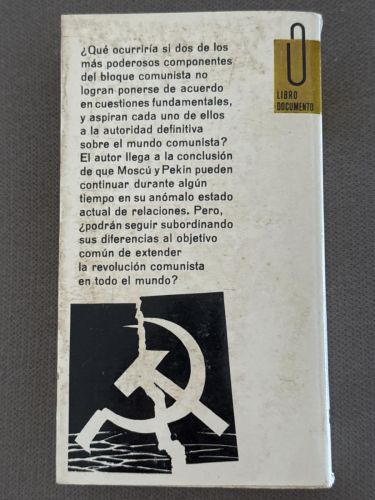 ¿Qué ocurriría si dos de los
más poderosos componentes
del bloque comunista no
logran ponerse de acuerdo
en cuestiones fundamentales,
y aspiran cada uno de ellos
a la autoridad definitiva
sobre el mundo comunista?
El autor llega a la conclusión
de que Moscú y Pekin pueden
continuar durante algún
tiempo en su anómalo estado
actual de relaciones. Pero,
¿podrán seguir subordinando
sus diferencias al objetivo
común de extender
la revolución comunista
en todo el mundo?
LIBRO
DOCUMENTO